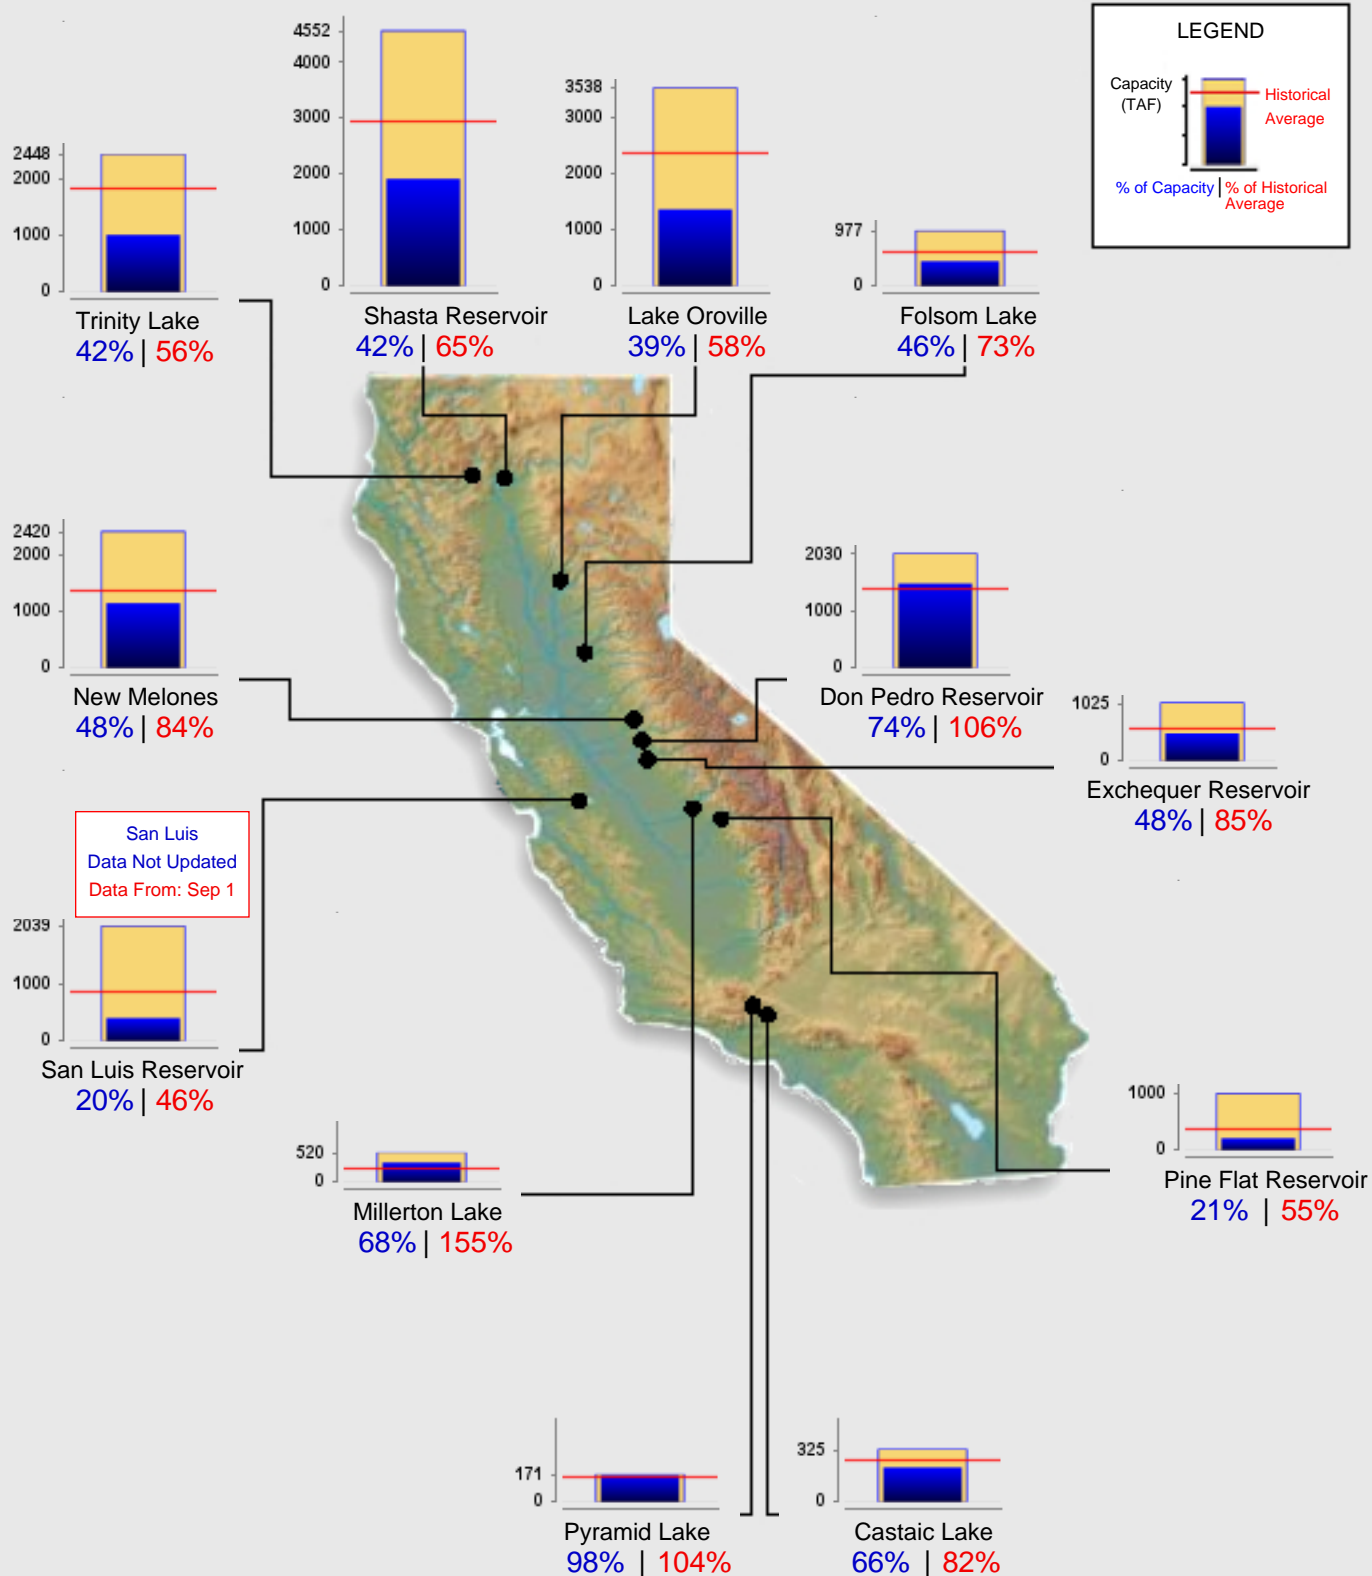 LEGEND
Capacity
(TAF)
Historical
Average
% of Capacity | % of Historical
Average
4552
4000
3000
2000
1000
0
Shasta Reservoir
42% | 65%
3538
3000
2000
1000
0
Lake Oroville
39% | 58%
2448
2000
1000
0
Trinity Lake
42% | 56%
977
0
Folsom Lake
46% | 73%
2420
2000
1000
0
New Melones
48% | 84%
2030
1000
0
Don Pedro Reservoir
74% | 106%
1025
0
Exchequer Reservoir
48% | 85%
San Luis
Data Not Updated
Data From: Sep 1
2039
1000
0
San Luis Reservoir
20% | 46%
1000
0
Pine Flat Reservoir
21% | 55%
520
0
Millerton Lake
68% | 155%
171
0
Pyramid Lake
98% | 104%
325
0
Castaic Lake
66% | 82%